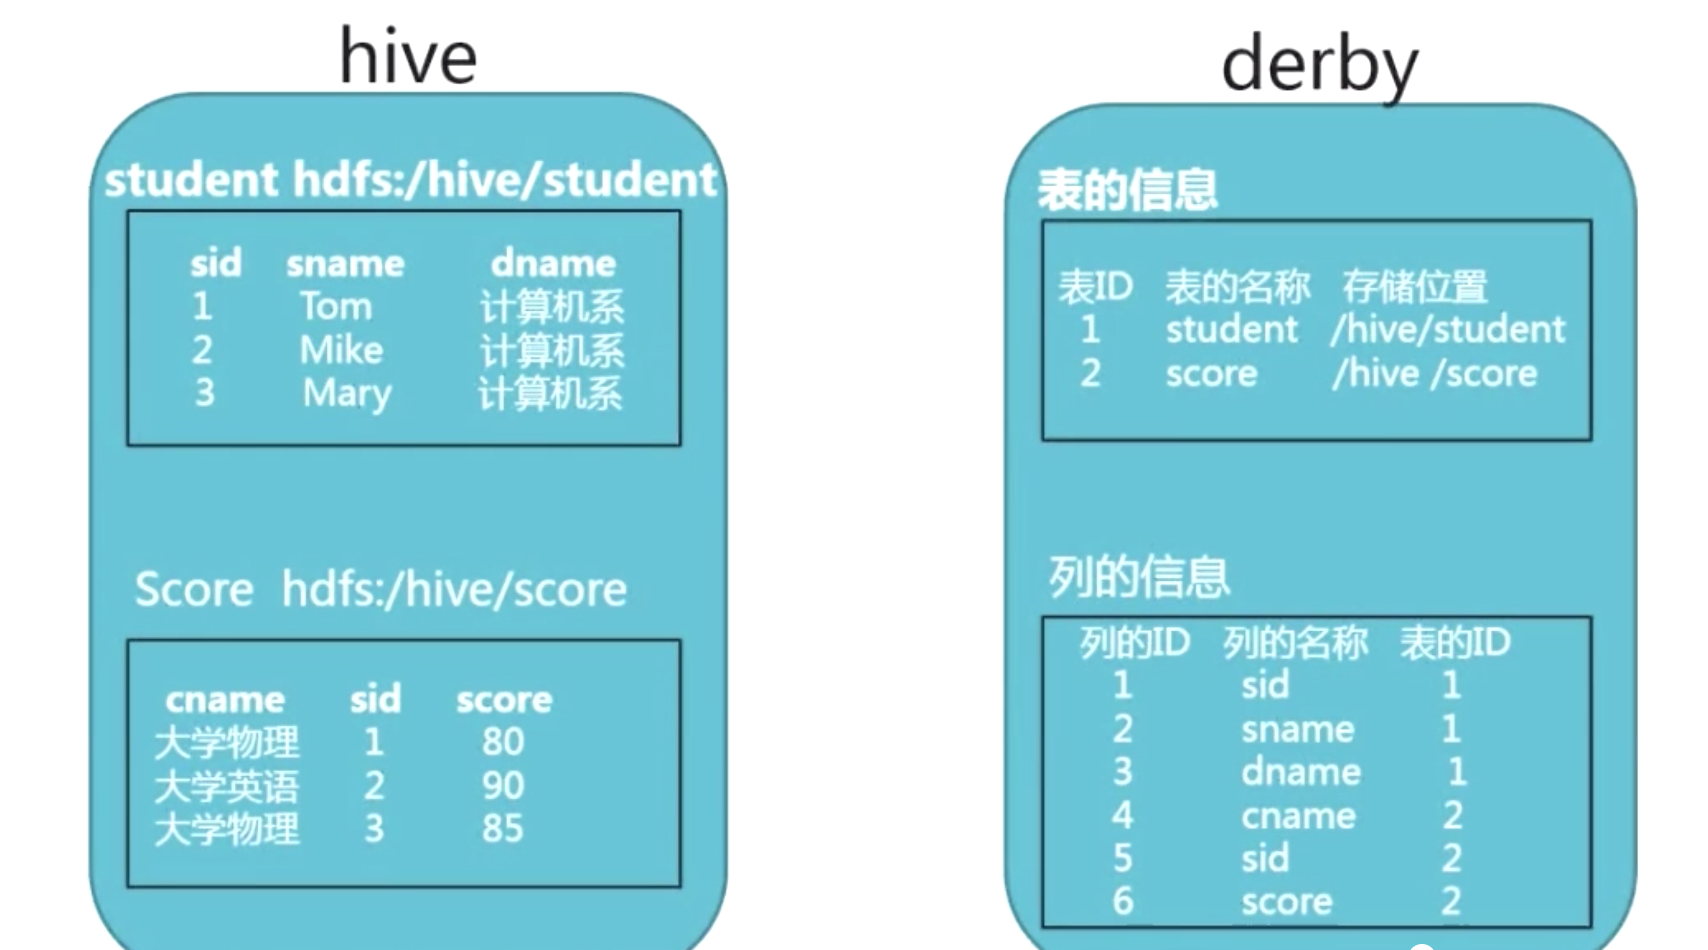 hive
student hdfs:/hive/student
sid sname dname
1 Tom 计算机系
2 Mike 计算机系
3 Mary 计算机系
Score hdfs:/hive/score
cname sid score
大学物理 1 80
大学英语 2 90
大学物理 3 85
derby
表的信息
表ID 表的名称 存储位置
1 student /hive/student
2 score /hive /score
列的信息
列的ID 列的名称 表的ID
1 sid 1
2 sname 1
3 dname 1
4 cname 2
5 sid 2
6 score 2